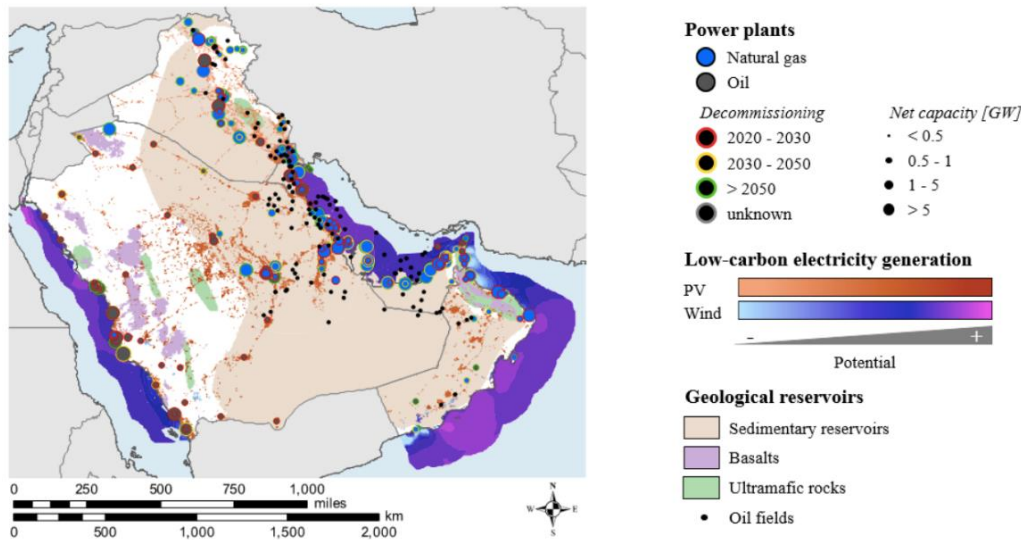 Power plants
Natural gas
Oil
Decommissioning
Net capacity [GW]
2020 - 2030
< 0.5
2030 - 2050
0.5 - 1
> 2050
1 - 5
unknown
> 5
Low-carbon electricity generation
PV
Wind
- +
Potential
Geological reservoirs
Sedimentary reservoirs
Basalts
Ultramafic rocks
Oil fields
0 250 500 750 1,000
miles
km
0 500 1,000 1,500 2,000
N
W E
S